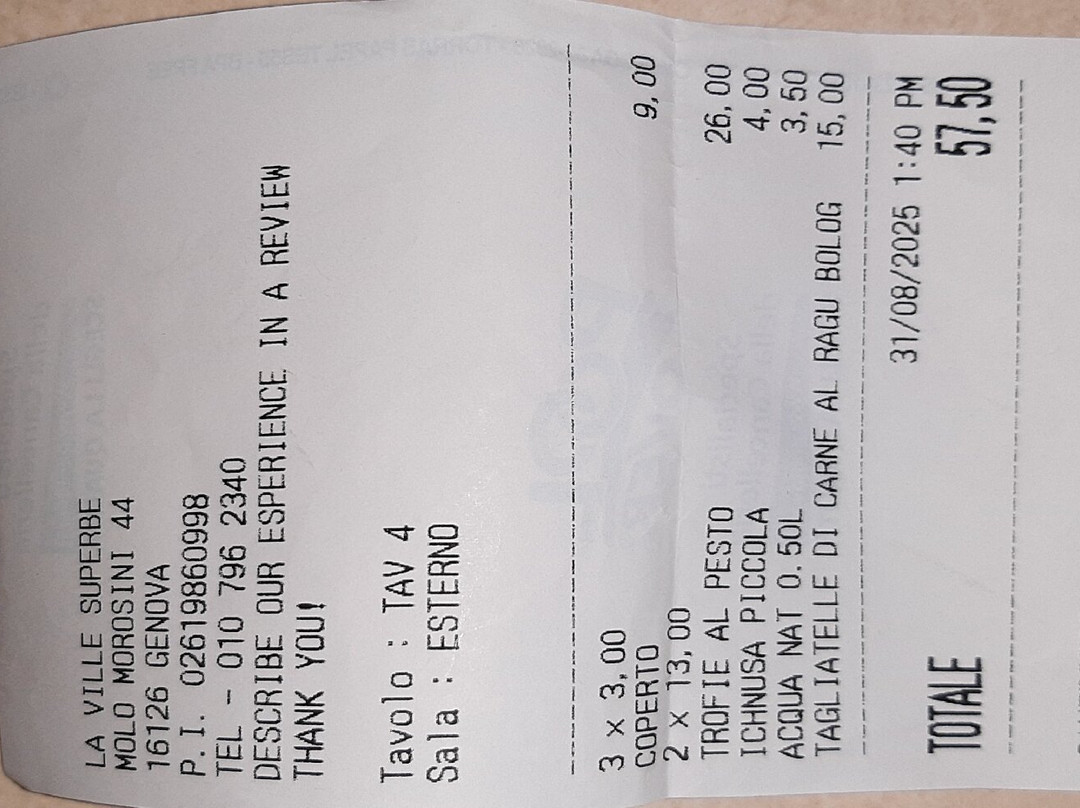 LA VILLE SUPERBE
MOLO MOROSINI 44
16126 GENOVA
P.I. 02619860998
TEL - 010 796 2340
DESCRIBE OUR ESPERIENCE IN A REVIEW
THANK YOU!
Tavolo : TAV 4
Sala : ESTERNO
3 x 3,00
COPERTO 9,00
2 x 13,00
TROFIE AL PESTO 26,00
ICHNUSA PICCOLA 4,00
ACQUA NAT 0.50L 3,50
TAGLIATELLE DI CARNE AL RAGU BOLOG 15,00
31/08/2025 1:40 PM
TOTALE 57,50